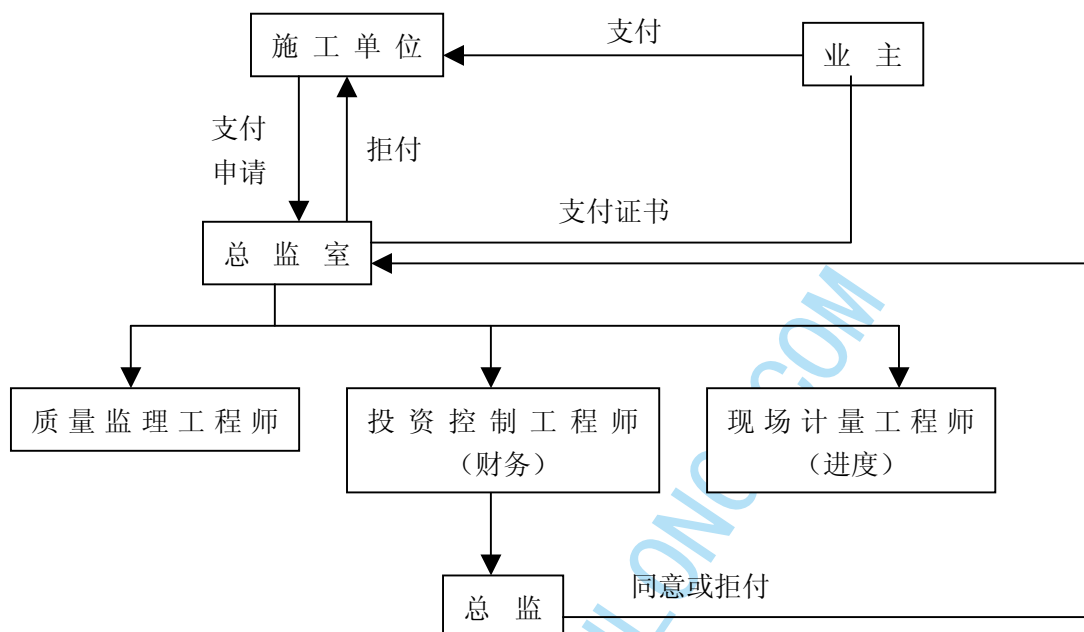 施工单位
支付
业主
支付
申请
拒付
支付证书
总监室
质量监理工程师
投资控制工程师
（财务）
现场计量工程师
（进度）
同意或拒付
总监